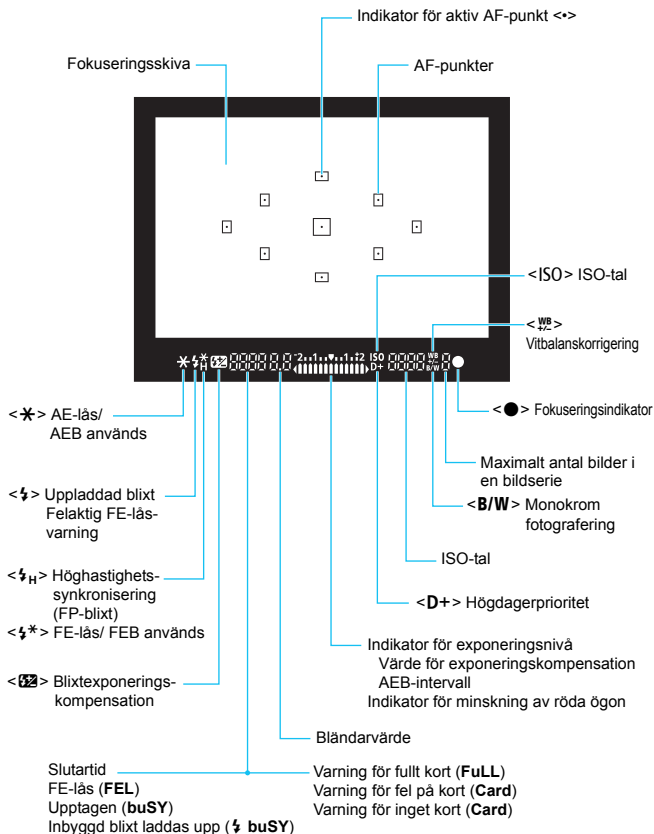 Indikator för aktiv AF-punkt <•>
Fokuseringsskiva
AF-punkter
<ISO> ISO-tal
<WB +/−>
Vitbalanskorrigering
<●> Fokuseringsindikator
<✱> AE-lås/
AEB används
Maximalt antal bilder i
en bildserie
<⚡> Uppladdad blixt
Felaktig FE-lås-
varning
<B/W> Monokrom
fotografering
ISO-tal
<⚡H> Höghastighets-
synkronisering
(FP-blixt)
<D+> Högdagerprioritet
<⚡*> FE-lås/ FEB används
Indikator för exponeringsnivå
Värde för exponeringskompensation
AEB-intervall
Indikator för minskning av röda ögon
<⚡±> Blixtexponerings-
kompensation
Bländarvärde
Slutartid
FE-lås (FEL)
Upptagen (buSY)
Inbyggd blixt laddas upp (⚡ buSY)
Varning för fullt kort (FuLL)
Varning för fel på kort (Card)
Varning för inget kort (Card)